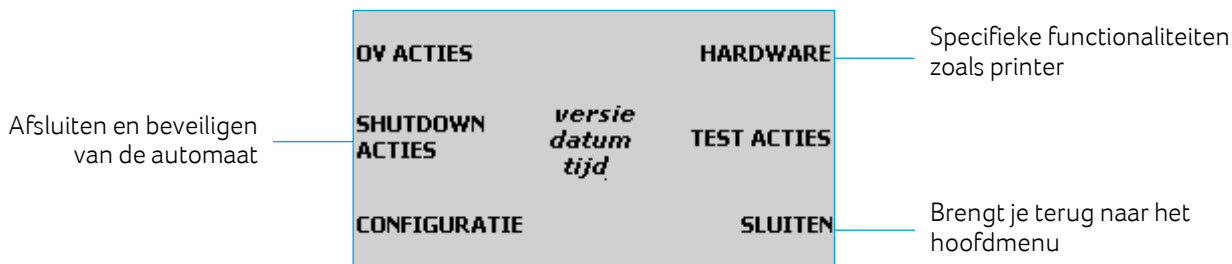 OV ACTIES
HARDWARE
Specifieke functionaliteiten
zoals printer
Afsluiten en beveiligen
van de automaat
SHUTDOWN
ACTIES
versie
datum
tijd
TEST ACTIES
CONFIGURATIE
SLUITEN
Brengt je terug naar het
hoofdmenu